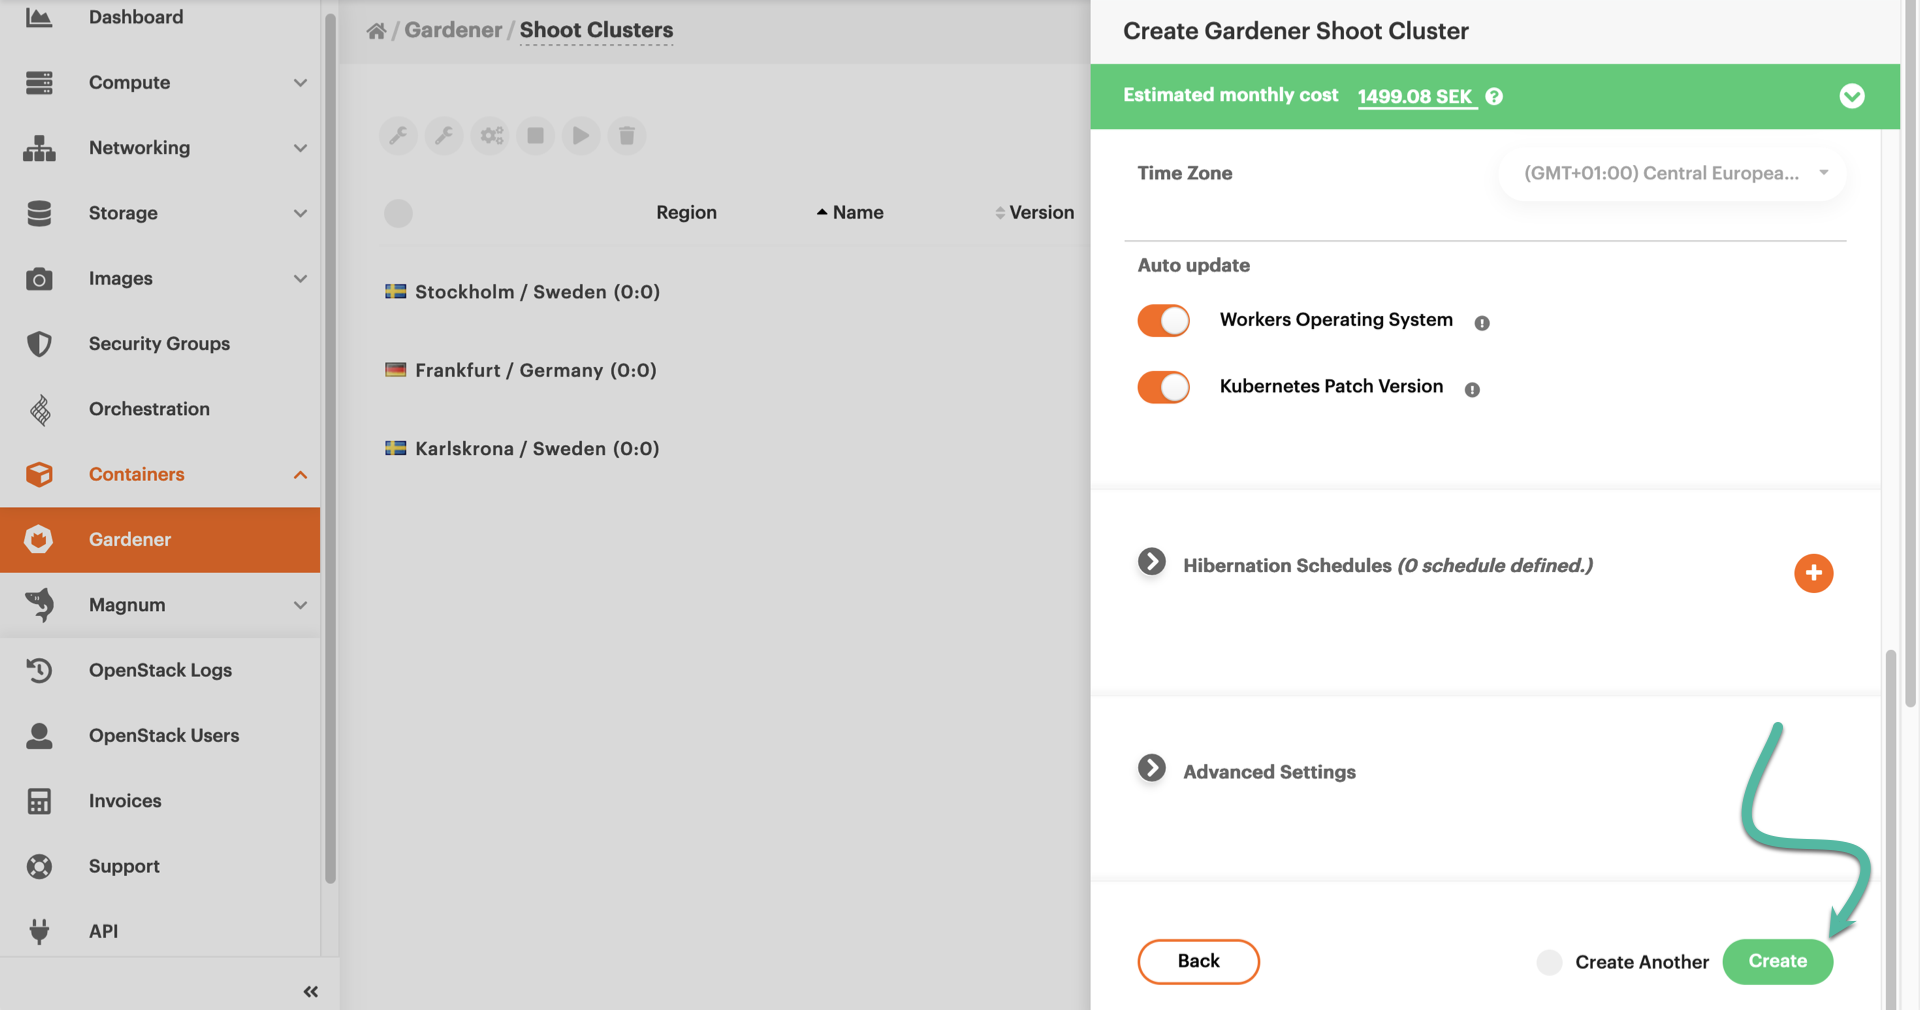 Dashboard
Compute
Networking
Storage
Images
Security Groups
Orchestration
Containers
Gardener
Magnum
OpenStack Logs
OpenStack Users
Invoices
Support
API
/ Gardener / Shoot Clusters
Region Name Version
Stockholm / Sweden (0:0)
Frankfurt / Germany (0:0)
Karlskrona / Sweden (0:0)
Create Gardener Shoot Cluster
Estimated monthly cost 1499.08 SEK
Time Zone (GMT+01:00) Central Europea...
Auto update
Workers Operating System
Kubernetes Patch Version
Hibernation Schedules (0 schedule defined.)
Advanced Settings
Back Create Another Create